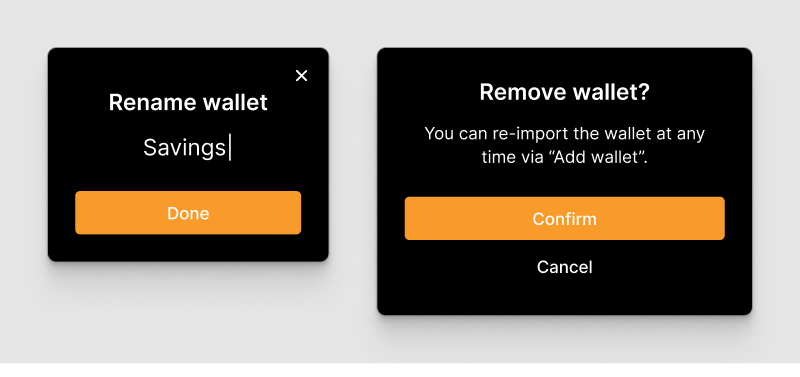 Rename wallet
Savings
Done
Remove wallet?
You can re-import the wallet at any
time via “Add wallet”.
Confirm
Cancel